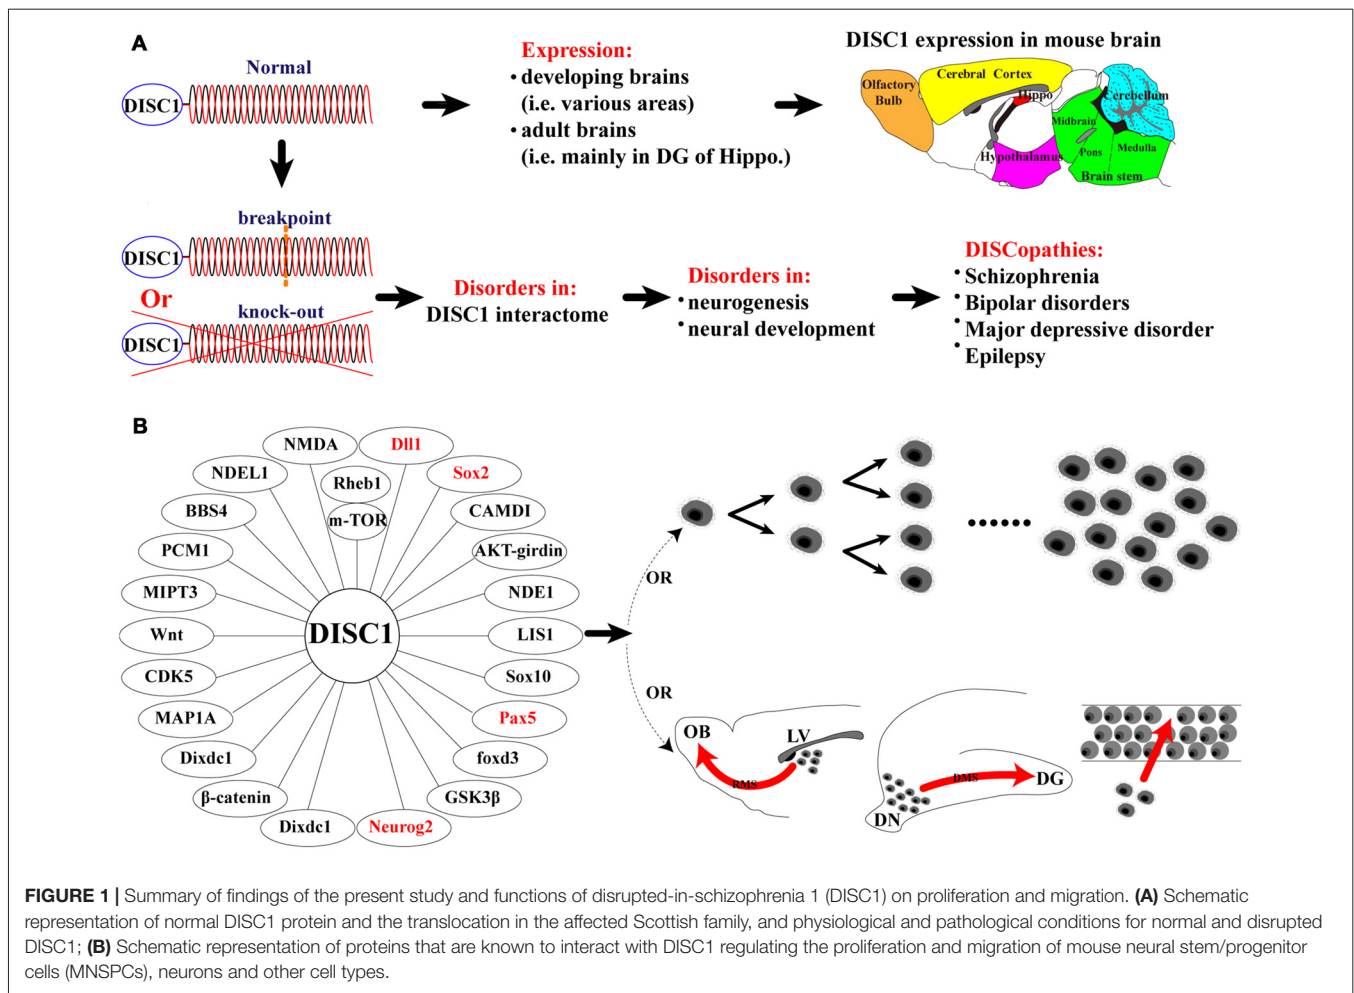 A
Normal
DISC1
Expression:
• developing brains
(i.e. various areas)
• adult brains
(i.e. mainly in DG of Hippo.)
DISC1 expression in mouse brain
Olfactory
Bulb
Cerebral Cortex
Hippo
Cerebellum
Midbrain
Hypothalamus
Pons
Medulla
Brain stem
breakpoint
DISC1
Or
knock-out
DISC1
Disorders in:
DISC1 interactome
Disorders in:
• neurogenesis
• neural development
DISCopathies:
• Schizophrenia
• Bipolar disorders
• Major depressive disorder
• Epilepsy
B
NMDA
Dll1
NDEL1
Rheb1
Sox2
BBS4
m-TOR
CAMDI
PCM1
AKT-girdin
MIPT3
NDE1
Wnt
DISC1
LIS1
CDK5
Sox10
MAP1A
Pax5
Dixdc1
foxd3
β-catenin
GSK3β
Dixdc1
Neurog2
OR
OR
OB
LV
RMS
DN
DMS
DG
FIGURE 1 | Summary of findings of the present study and functions of disrupted-in-schizophrenia 1 (DISC1) on proliferation and migration. (A) Schematic
representation of normal DISC1 protein and the translocation in the affected Scottish family, and physiological and pathological conditions for normal and disrupted
DISC1; (B) Schematic representation of proteins that are known to interact with DISC1 regulating the proliferation and migration of mouse neural stem/progenitor
cells (MNSPCs), neurons and other cell types.